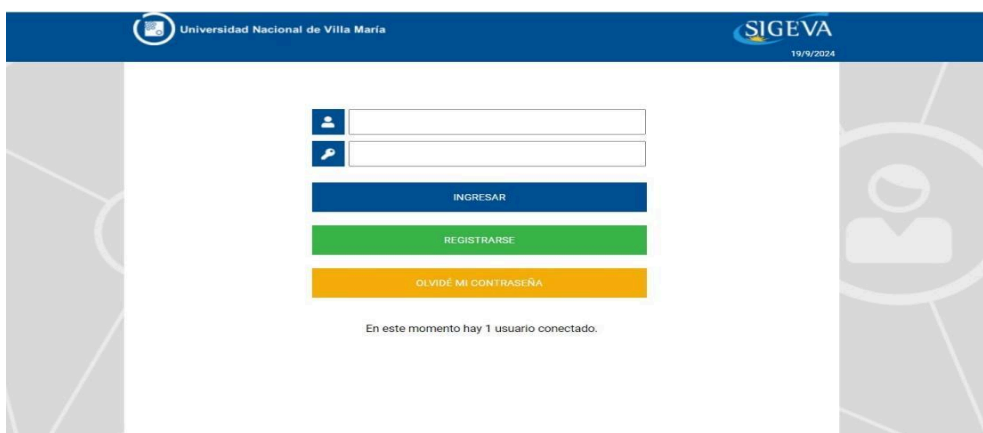 Universidad Nacional de Villa María
SIGEVA
19/9/2024
INGRESAR
REGISTRARSE
OLVIDÉ MI CONTRASEÑA
En este momento hay 1 usuario conectado.